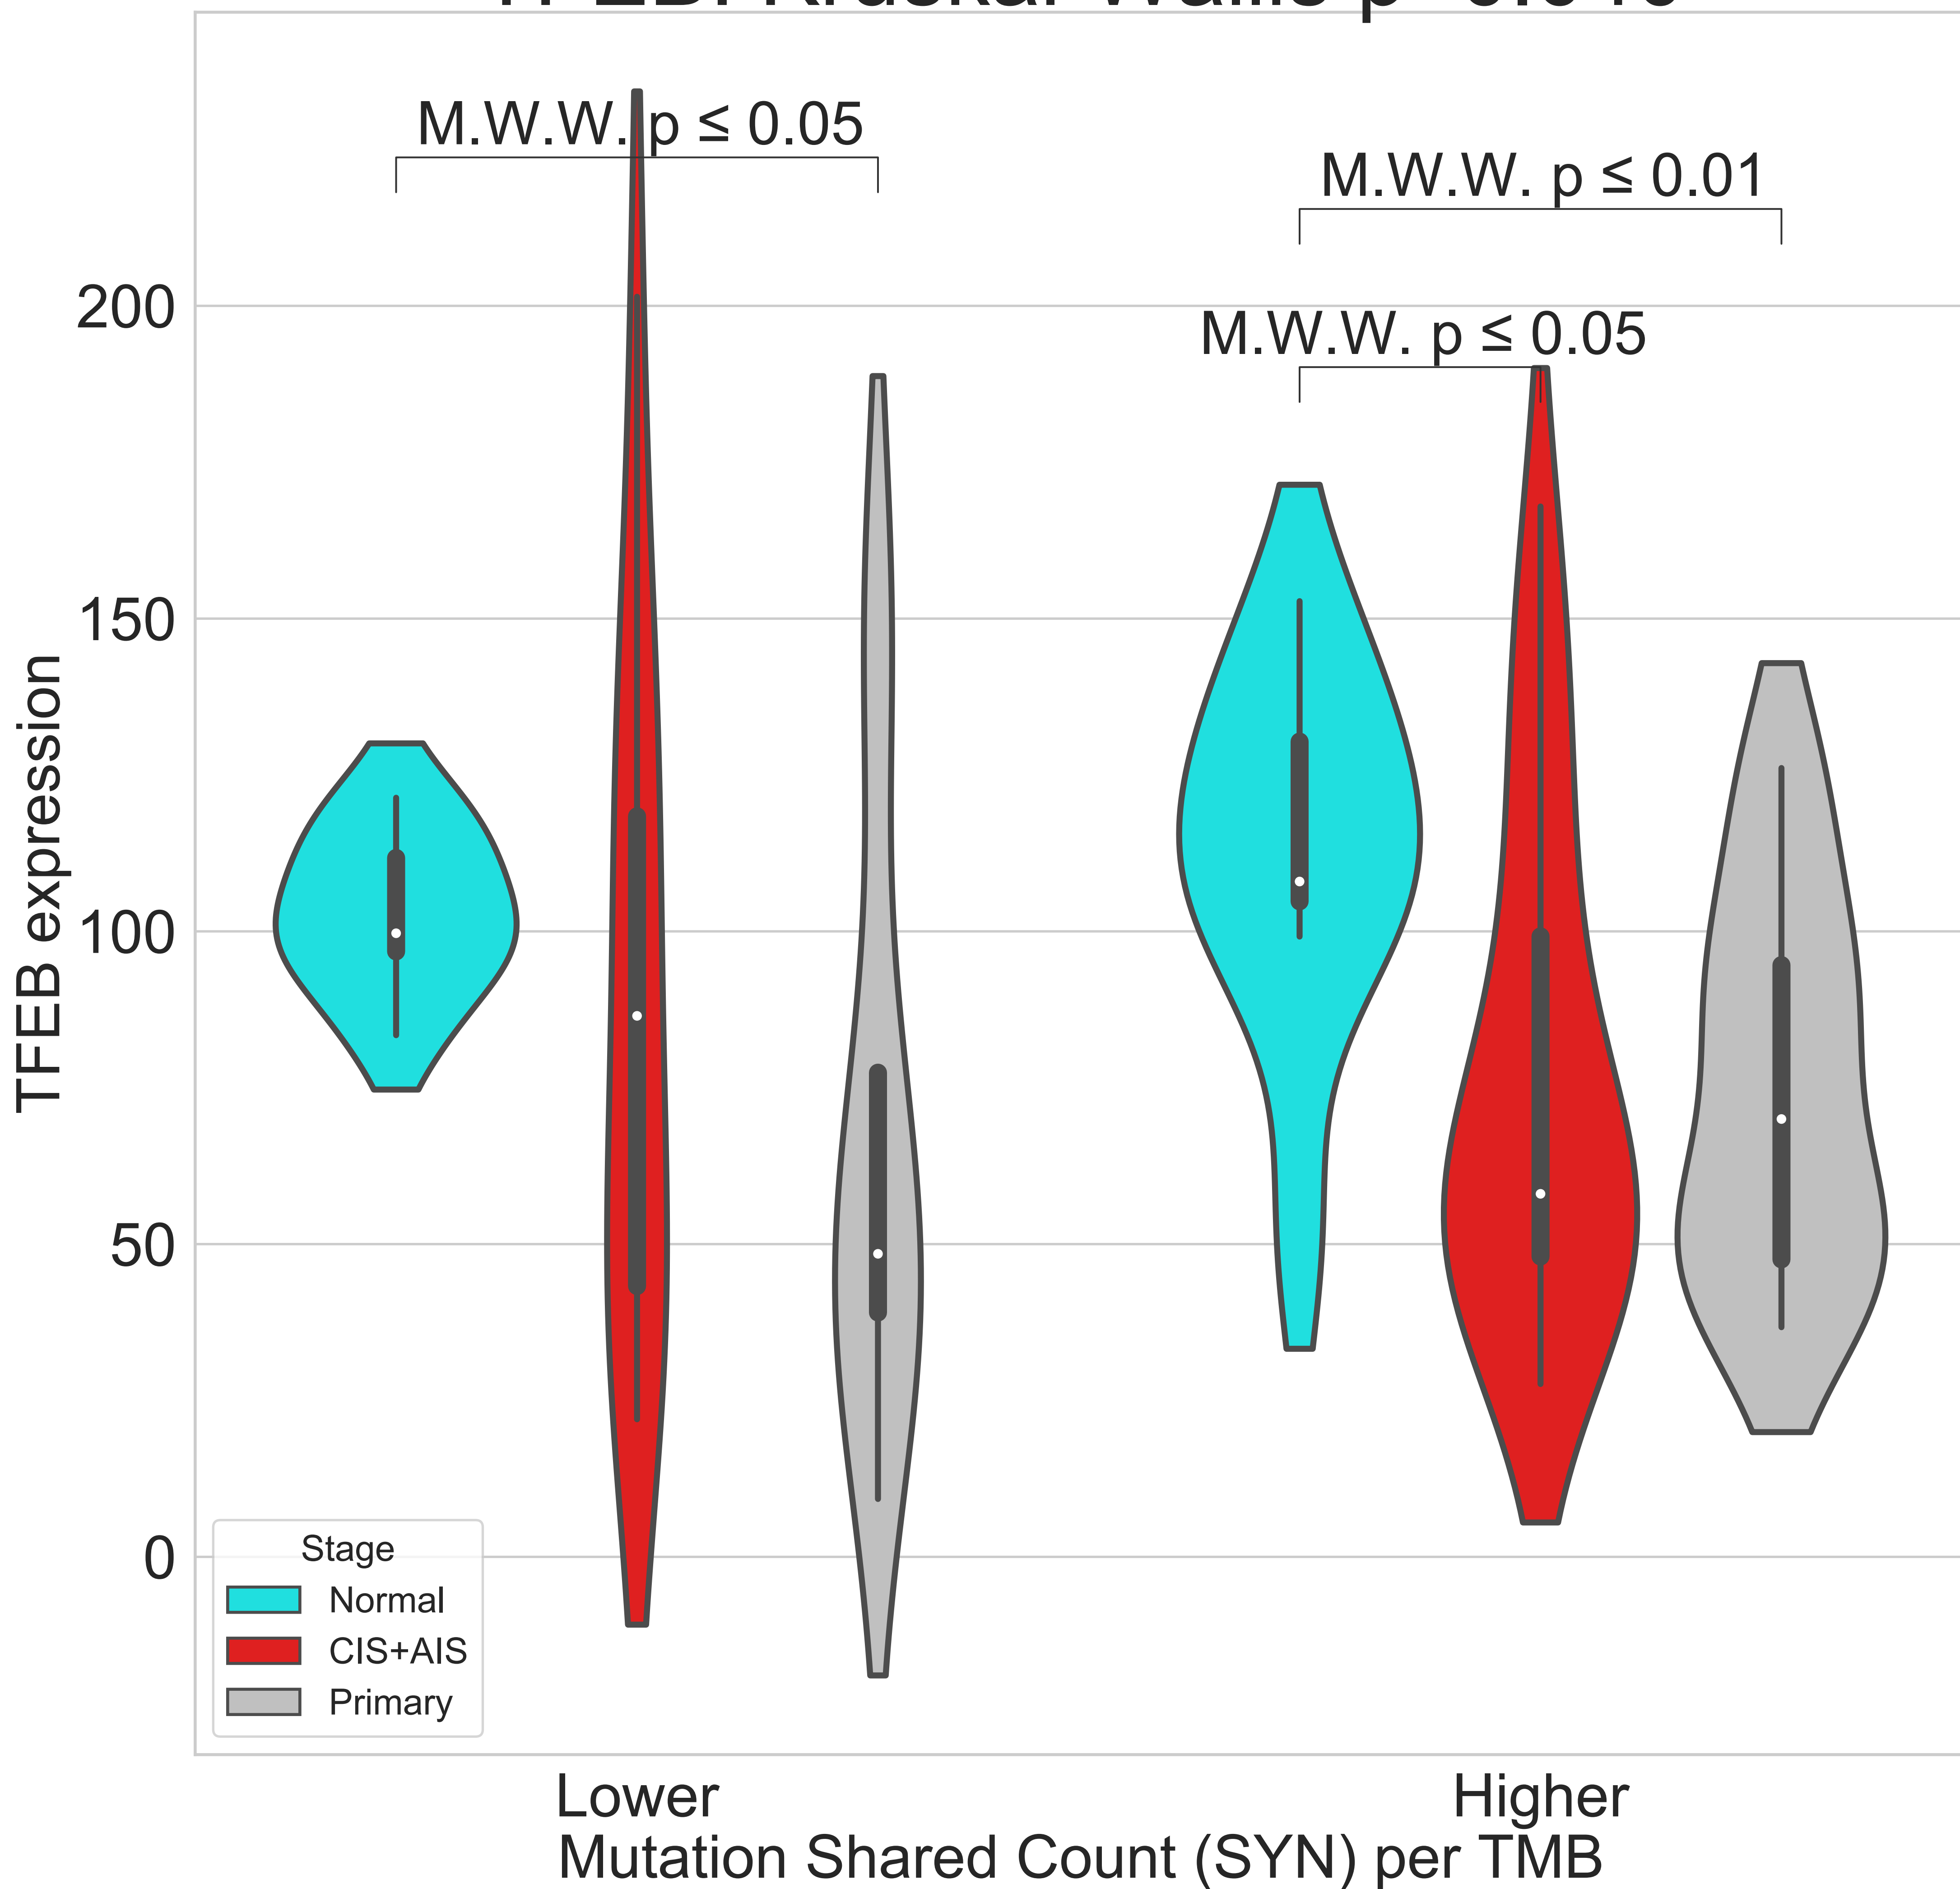 M.W.W. p ≤ 0.05
M.W.W. p ≤ 0.01
M.W.W. p ≤ 0.05
200
150
100
50
0
TFEB expression
Stage
Normal
CIS+AIS
Primary
Lower
Higher
Mutation Shared Count (SYN) per TMB